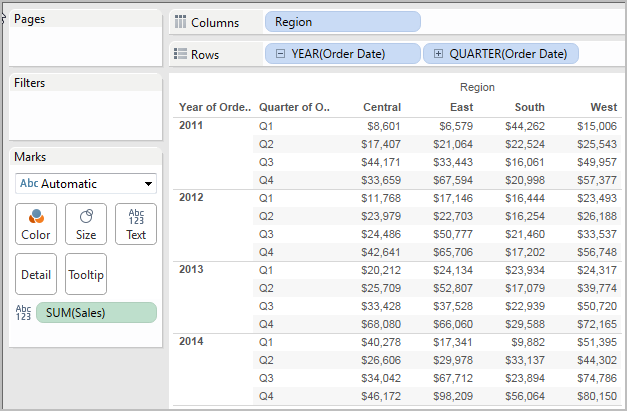 Pages
Columns Region
Rows YEAR(Order Date) QUARTER(Order Date)
Filters
Marks
Abc Automatic
Color Size Abc 123 Text
Detail Tooltip
Abc 123 SUM(Sales)
Region
Year of Orde.. Quarter of O.. Central East South West
2011 Q1 $8,601 $6,579 $44,262 $15,006
Q2 $17,407 $21,064 $22,524 $25,543
Q3 $44,171 $33,443 $16,061 $49,957
Q4 $33,659 $67,594 $20,998 $57,377
2012 Q1 $11,768 $17,146 $16,444 $23,493
Q2 $23,979 $22,703 $16,254 $26,188
Q3 $24,486 $50,777 $21,460 $33,537
Q4 $42,641 $65,706 $17,202 $56,748
2013 Q1 $20,212 $24,134 $23,934 $24,317
Q2 $25,709 $52,807 $17,079 $39,774
Q3 $33,428 $37,528 $22,939 $50,720
Q4 $68,080 $66,060 $29,588 $72,165
2014 Q1 $40,278 $17,341 $9,882 $51,395
Q2 $26,606 $29,978 $33,137 $44,302
Q3 $34,042 $67,712 $23,894 $74,786
Q4 $46,172 $98,209 $56,064 $80,150